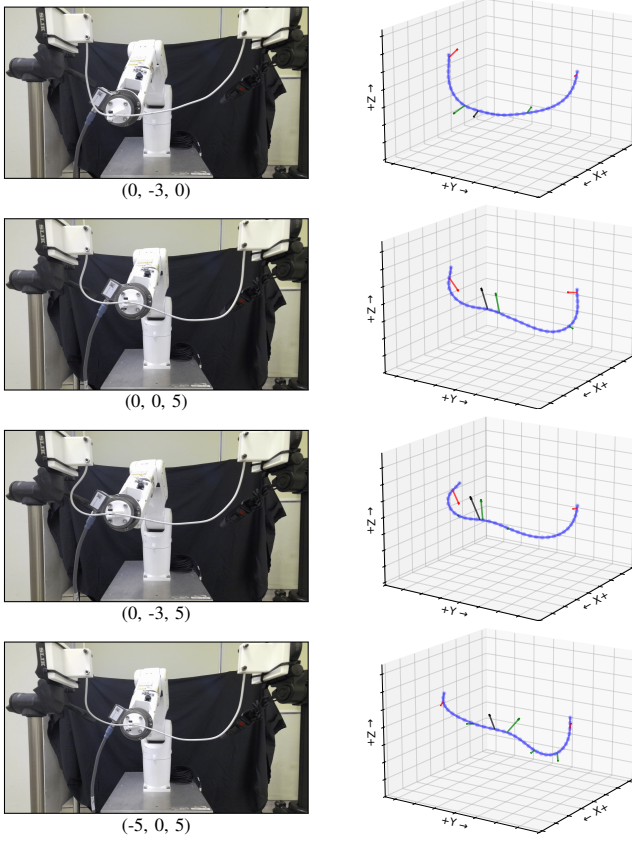 +Z →
+Y →
← X+
(0, -3, 0)
+Z →
+Y →
← X+
(0, 0, 5)
+Z →
+Y →
← X+
(0, -3, 5)
+Z →
+Y →
← X+
(-5, 0, 5)